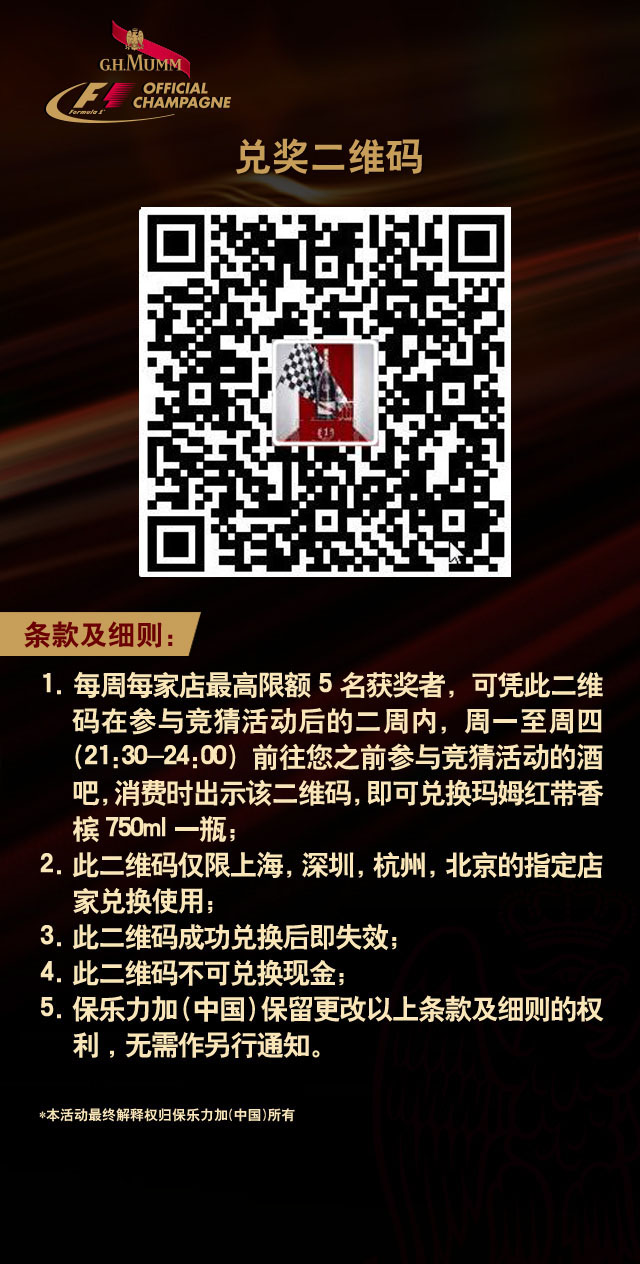 G.H.MUMM
F1 OFFICIAL
CHAMPAGNE
Formula 1
兑奖二维码
条款及细则：
1. 每周每家店最高限额 5 名获奖者，可凭此二维
码在参与竞猜活动后的二周内，周一至周四
(21:30—24:00) 前往您之前参与竞猜活动的酒
吧，消费时出示该二维码，即可兑换玛姆红带香
槟 750ml 一瓶；
2. 此二维码仅限上海，深圳，杭州，北京的指定店
家兑换使用；
3. 此二维码成功兑换后即失效；
4. 此二维码不可兑换现金；
5. 保乐力加(中国)保留更改以上条款及细则的权
利，无需作另行通知。
*本活动最终解释权归保乐力加(中国)所有